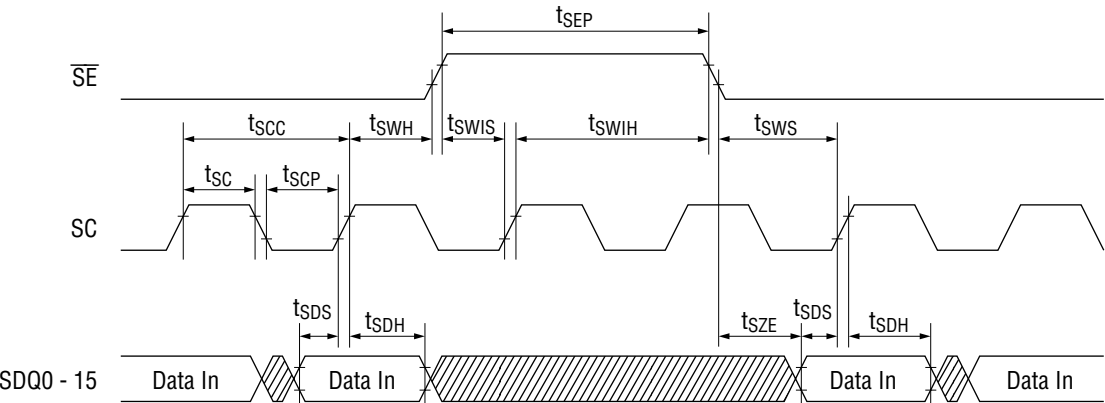 tSEP
SE
tSCC tSWH tSWIS tSWIH tSWS
tSC tSCP
SC
tSDS tSDH tSZE tSDS tSDH
SDQ0 - 15 Data In Data In Data In Data In